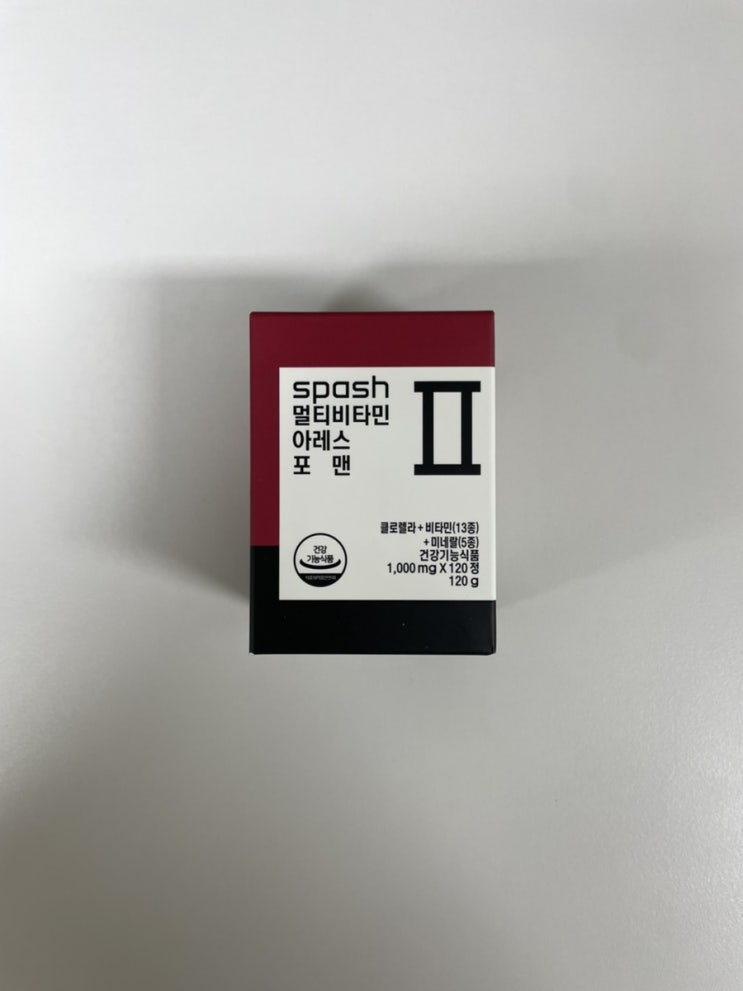 spash
멀티비타민
아레스
포 맨
II
클로렐라 + 비타민(13종)
+ 미네랄(5종)
건강기능식품
1,000 mg X 120 정
120 g
건강
기능식품